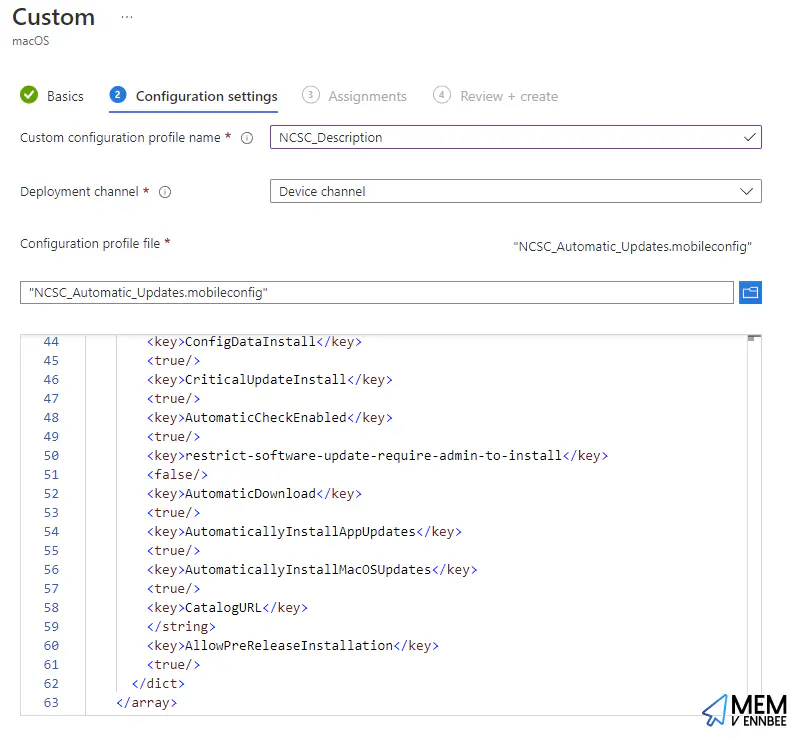 Custom ...
macOS
Basics 2 Configuration settings 3 Assignments 4 Review + create
Custom configuration profile name * NCSC_Description
Deployment channel * Device channel
Configuration profile file * "NCSC_Automatic_Updates.mobileconfig"
"NCSC_Automatic_Updates.mobileconfig"
44 <key>ConfigDataInstall</key>
45 <true/>
46 <key>CriticalUpdateInstall</key>
47 <true/>
48 <key>AutomaticCheckEnabled</key>
49 <true/>
50 <key>restrict-software-update-require-admin-to-install</key>
51 <false/>
52 <key>AutomaticDownload</key>
53 <true/>
54 <key>AutomaticallyInstallAppUpdates</key>
55 <true/>
56 <key>AutomaticallyInstallMacOSUpdates</key>
57 <true/>
58 <key>CatalogURL</key>
59 </string>
60 <key>AllowPreReleaseInstallation</key>
61 <true/>
62 </dict>
63 </array>
MEM
V ENNBEE